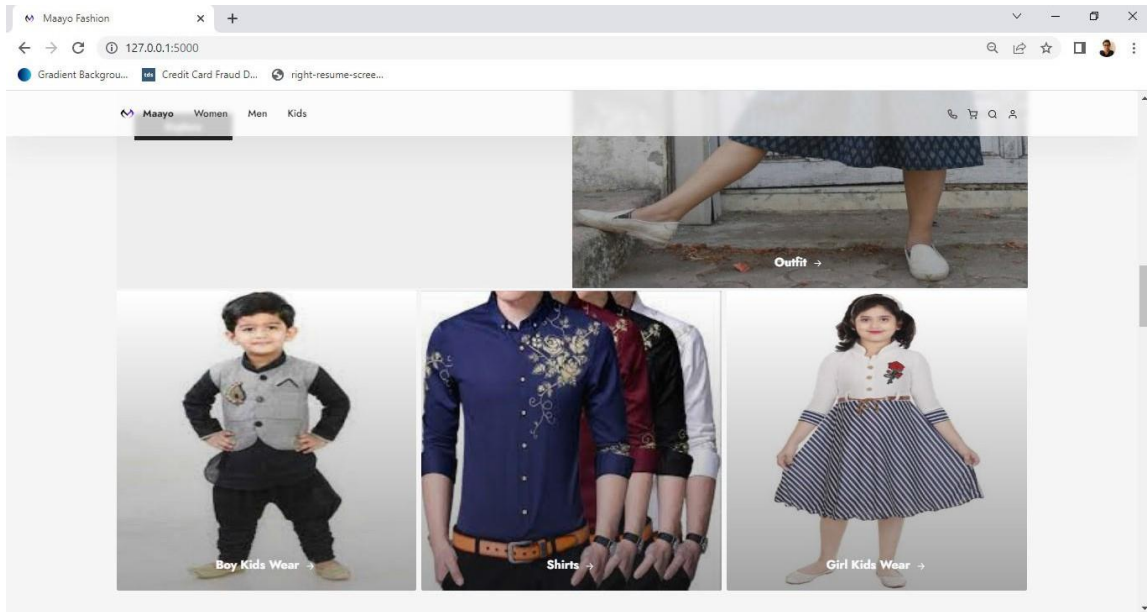 Maayo Fashion
127.0.0.1:5000
Gradient Backgrou... tds Credit Card Fraud D... right-resume-scree...
Maayo Women Men Kids
Outfit →
Boy Kids Wear → Shirts → Girl Kids Wear →